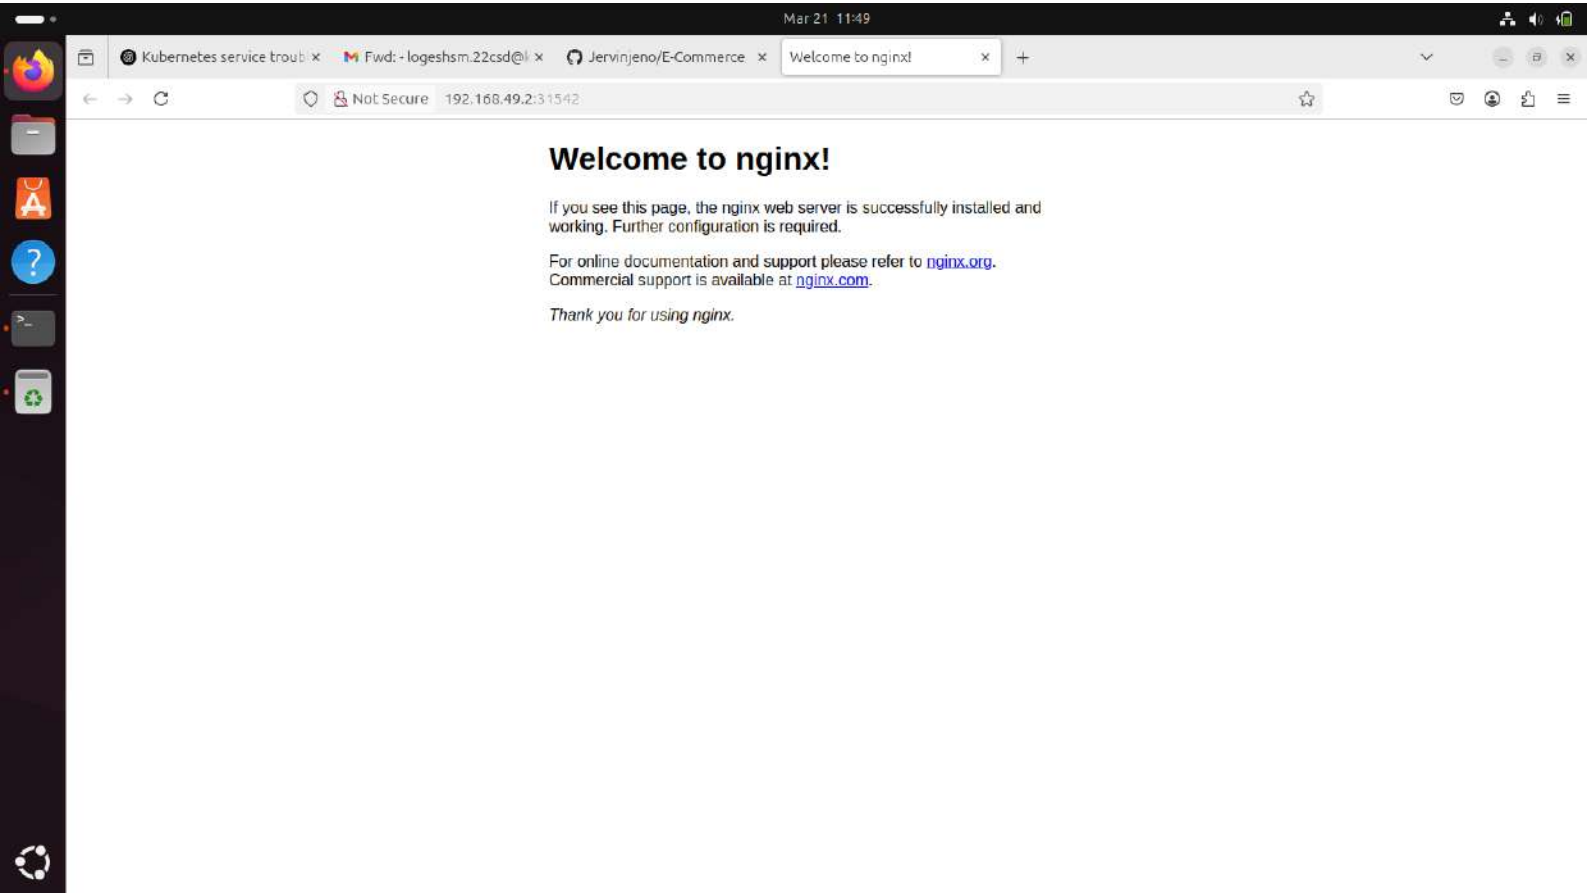 Mar 21 11:49
Kubernetes service troub
Fwd: - logeshsm.22csd@
Jervinjeno/E-Commerce
Welcome to nginx!
Not Secure 192.168.49.2:31542
Welcome to nginx!
If you see this page, the nginx web server is successfully installed and
working. Further configuration is required.
For online documentation and support please refer to nginx.org.
Commercial support is available at nginx.com.
Thank you for using nginx.